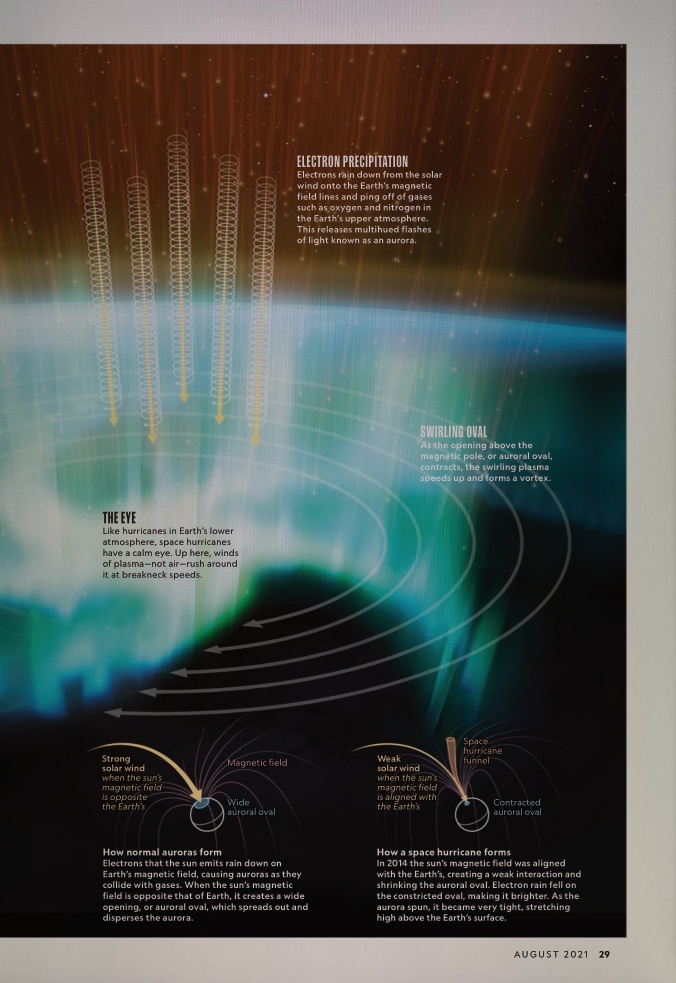 ELECTRON PRECIPITATION
Electrons rain down from the solar
wind onto the Earth's magnetic
field lines and ping off of gases
such as oxygen and nitrogen in
the Earth's upper atmosphere.
This releases multihued flashes
of light known as an aurora.
SWIRLING OVAL
As the opening above the
magnetic pole, or auroral oval,
contracts, the swirling plasma
speeds up and forms a vortex.
THE EYE
Like hurricanes in Earth's lower
atmosphere, space hurricanes
have a calm eye. Up here, winds
of plasma—not air—rush around
it at breakneck speeds.
Strong
solar wind
when the sun's
magnetic field
is opposite
the Earth's
Magnetic field
Wide
auroral oval
How normal auroras form
Electrons that the sun emits rain down on
Earth's magnetic field, causing auroras as they
collide with gases. When the sun's magnetic
field is opposite that of Earth, it creates a wide
opening, or auroral oval, which spreads out and
disperses the aurora.
Weak
solar wind
when the sun's
magnetic field
is aligned with
the Earth's
Space
hurricane
funnel
Contracted
auroral oval
How a space hurricane forms
In 2014 the sun's magnetic field was aligned
with the Earth's, creating a weak interaction and
shrinking the auroral oval. Electron rain fell on
the constricted oval, making it brighter. As the
aurora spun, it became very tight, stretching
high above the Earth's surface.
AUGUST 2021 29